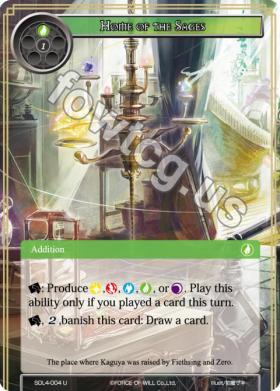 1
Home of the Sages
fowtcg.us
Addition
: Produce , , , , or . Play this
ability only if you played a card this turn.
, 2 ,banish this card: Draw a card.
The place where Kaguya was raised by Fiethsing and Zero.
SDL4-004 U
©FORCE OF WILL Co.,Ltd.